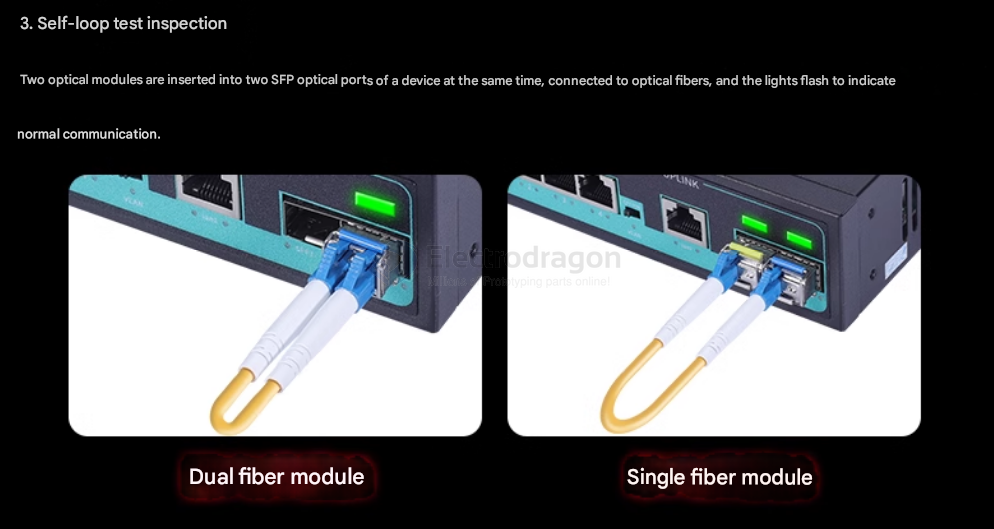 3. Self-loop test inspection
Two optical modules are inserted into two SFP optical ports of a device at the same time, connected to optical fibers, and the lights flash to indicate
normal communication.
VLAN
UPLINK
Electrodragon
Prototyping parts online!
Dual fiber module
Single fiber module